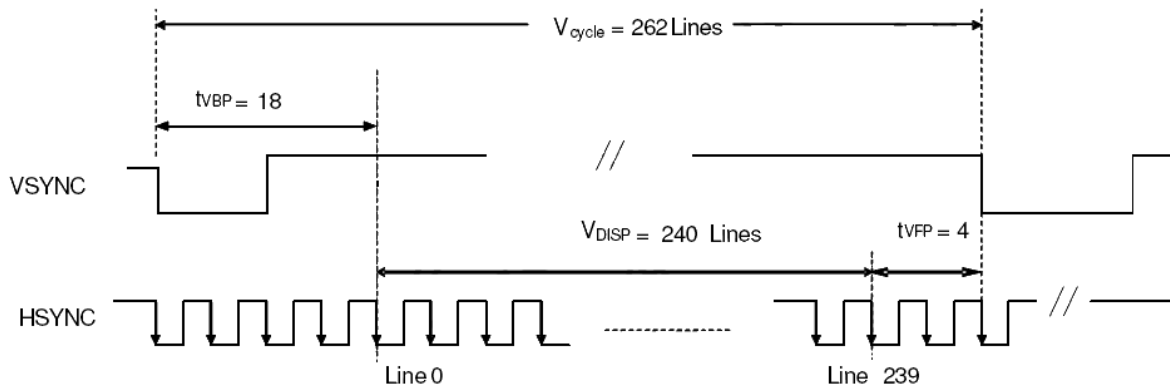 Vcycle = 262 Lines
tVBP = 18
VSYNC
VDISP = 240 Lines
tVFP = 4
HSYNC
Line 0
Line 239